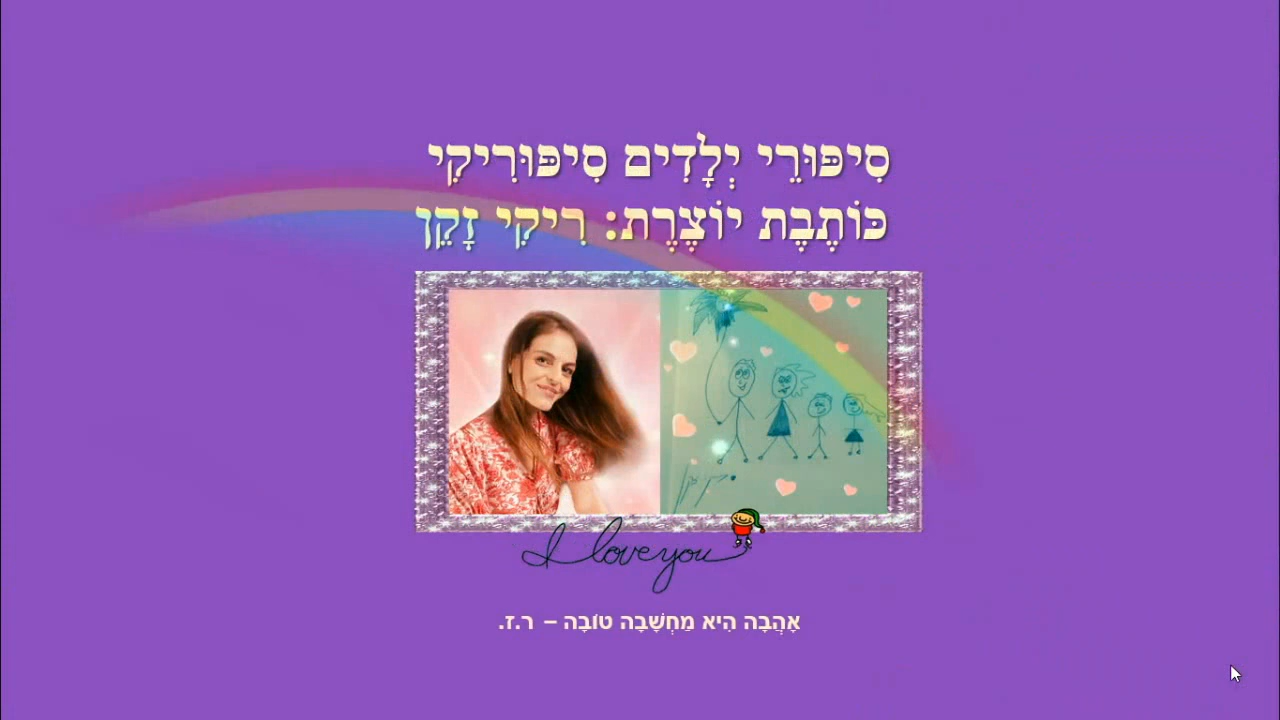 סִיפּוּרֵי יְלָדִים סִיפּוּרִיקִי
כּוֹתֶבֶת יוֹצֶרֶת: רִיקִי זָקֵן
I love you
אַהֲבָה הִיא מַחְשָׁבָה טוֹבָה – ר.ז.